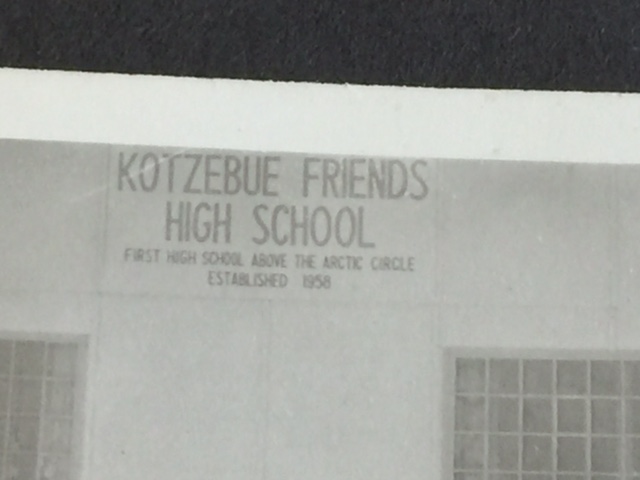 KOTZEBUE FRIENDS
HIGH SCHOOL
FIRST HIGH SCHOOL ABOVE THE ARCTIC CIRCLE
ESTABLISHED 1958